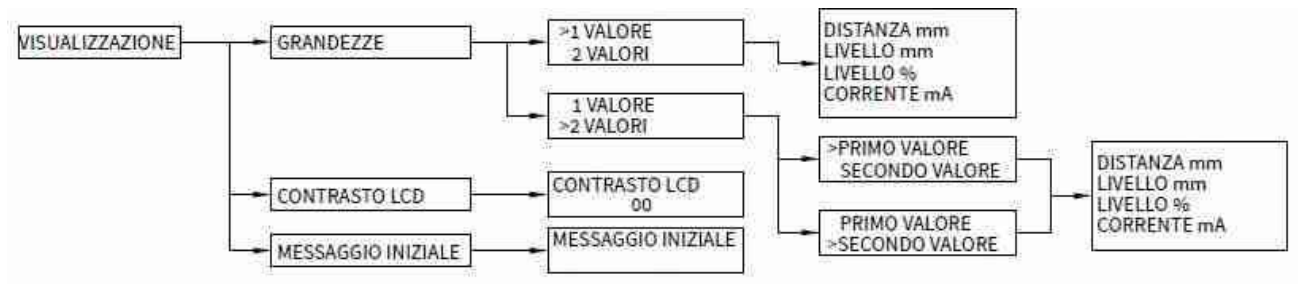 VISUALIZZAZIONE
GRANDEZZE
>1 VALORE
2 VALORI
DISTANZA mm
LIVELLO mm
LIVELLO %
CORRENTE mA
1 VALORE
>2 VALORI
>PRIMO VALORE
SECONDO VALORE
PRIMO VALORE
>SECONDO VALORE
DISTANZA mm
LIVELLO mm
LIVELLO %
CORRENTE mA
CONTRASTO LCD
CONTRASTO LCD
00
MESSAGGIO INIZIALE
MESSAGGIO INIZIALE